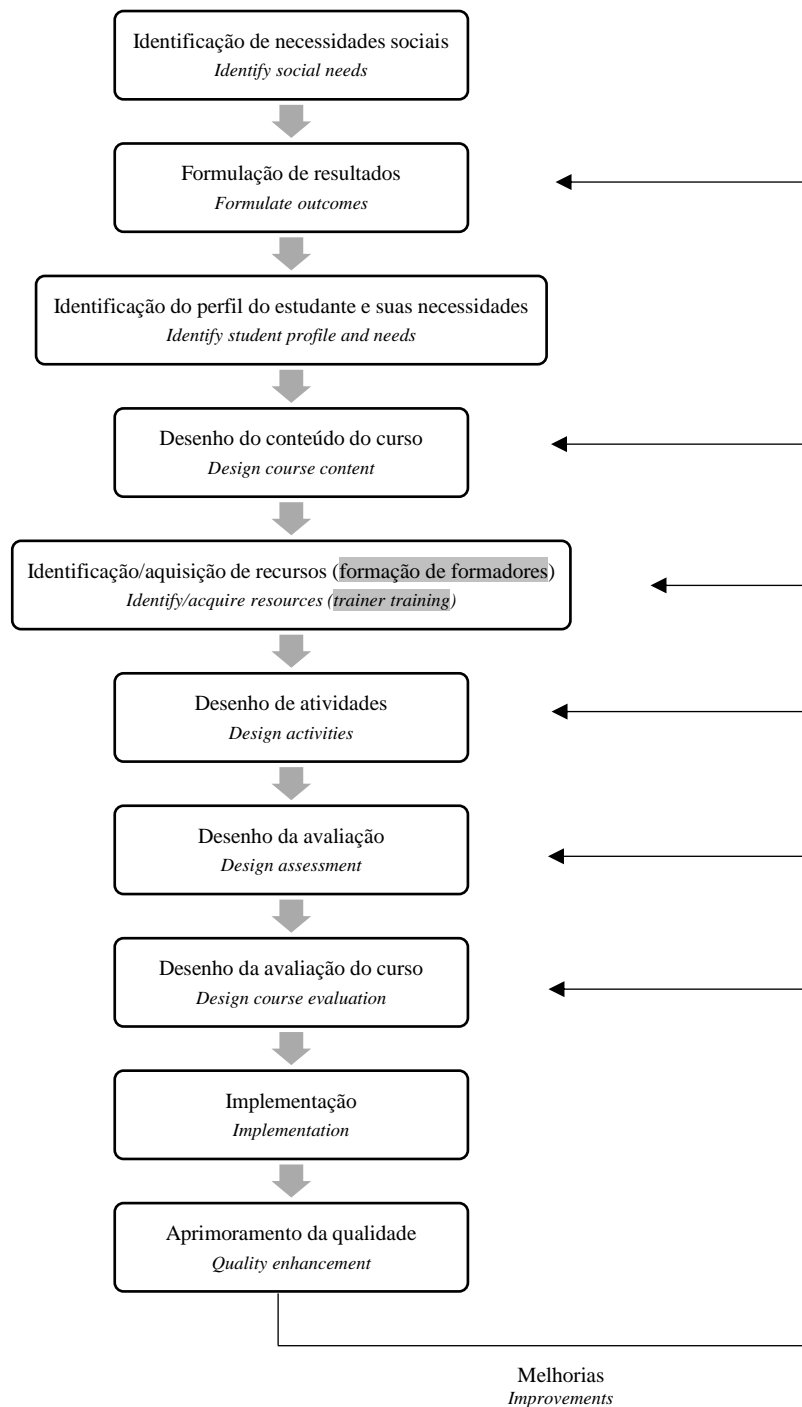 Identificação de necessidades sociais
Identify social needs
Formulação de resultados
Formulate outcomes
Identificação do perfil do estudante e suas necessidades
Identify student profile and needs
Desenho do conteúdo do curso
Design course content
Identificação/aquisição de recursos (formação de formadores)
Identify/acquire resources (trainer training)
Desenho de atividades
Design activities
Desenho da avaliação
Design assessment
Desenho da avaliação do curso
Design course evaluation
Implementação
Implementation
Aprimoramento da qualidade
Quality enhancement
Melhorias
Improvements